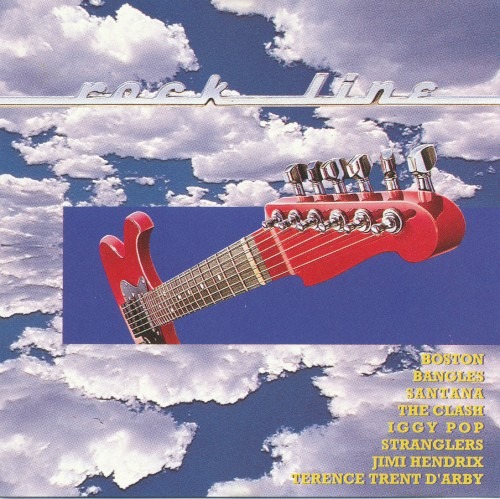 rock line
BOSTON
BANGLES
SANTANA
THE CLASH
IGGY POP
STRANGLERS
JIMI HENDRIX
TERENCE TRENT D'ARBY